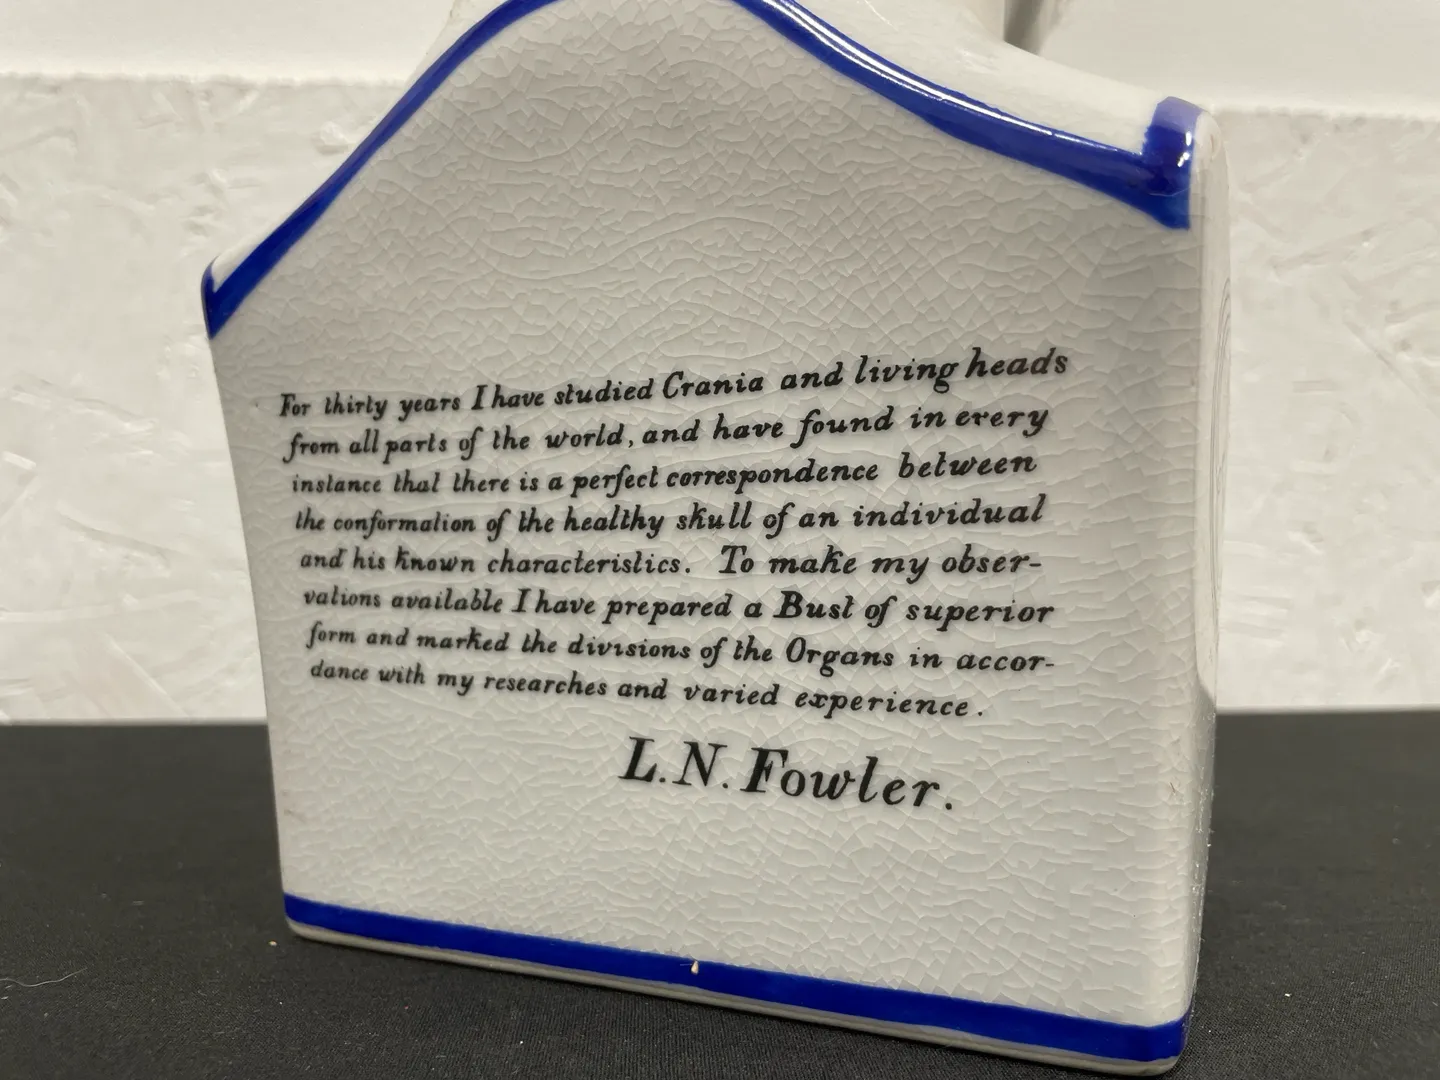 For thirty years I have studied Crania and living heads
from all parts of the world, and have found in every
instance that there is a perfect correspondence between
the conformation of the healthy skull of an individual
and his known characteristics. To make my obser-
vations available I have prepared a Bust of superior
form and marked the divisions of the Organs in accor-
dance with my researches and varied experience.
L.N. Fowler.